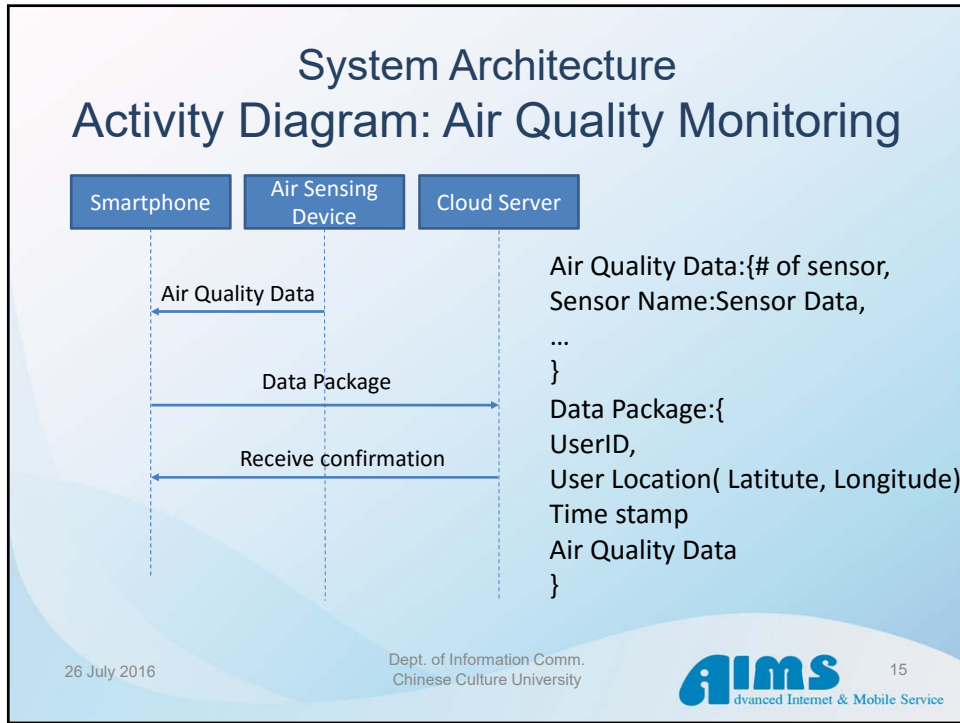 System Architecture
Activity Diagram: Air Quality Monitoring
Smartphone
Air Sensing
Device
Cloud Server
Air Quality Data
Data Package
Receive confirmation
Air Quality Data:{# of sensor,
Sensor Name:Sensor Data,
…
}
Data Package:{
UserID,
User Location( Latitute, Longitude)
Time stamp
Air Quality Data
}
26 July 2016
Dept. of Information Comm.
Chinese Culture University
AIMS
dvanced Internet & Mobile Service
15